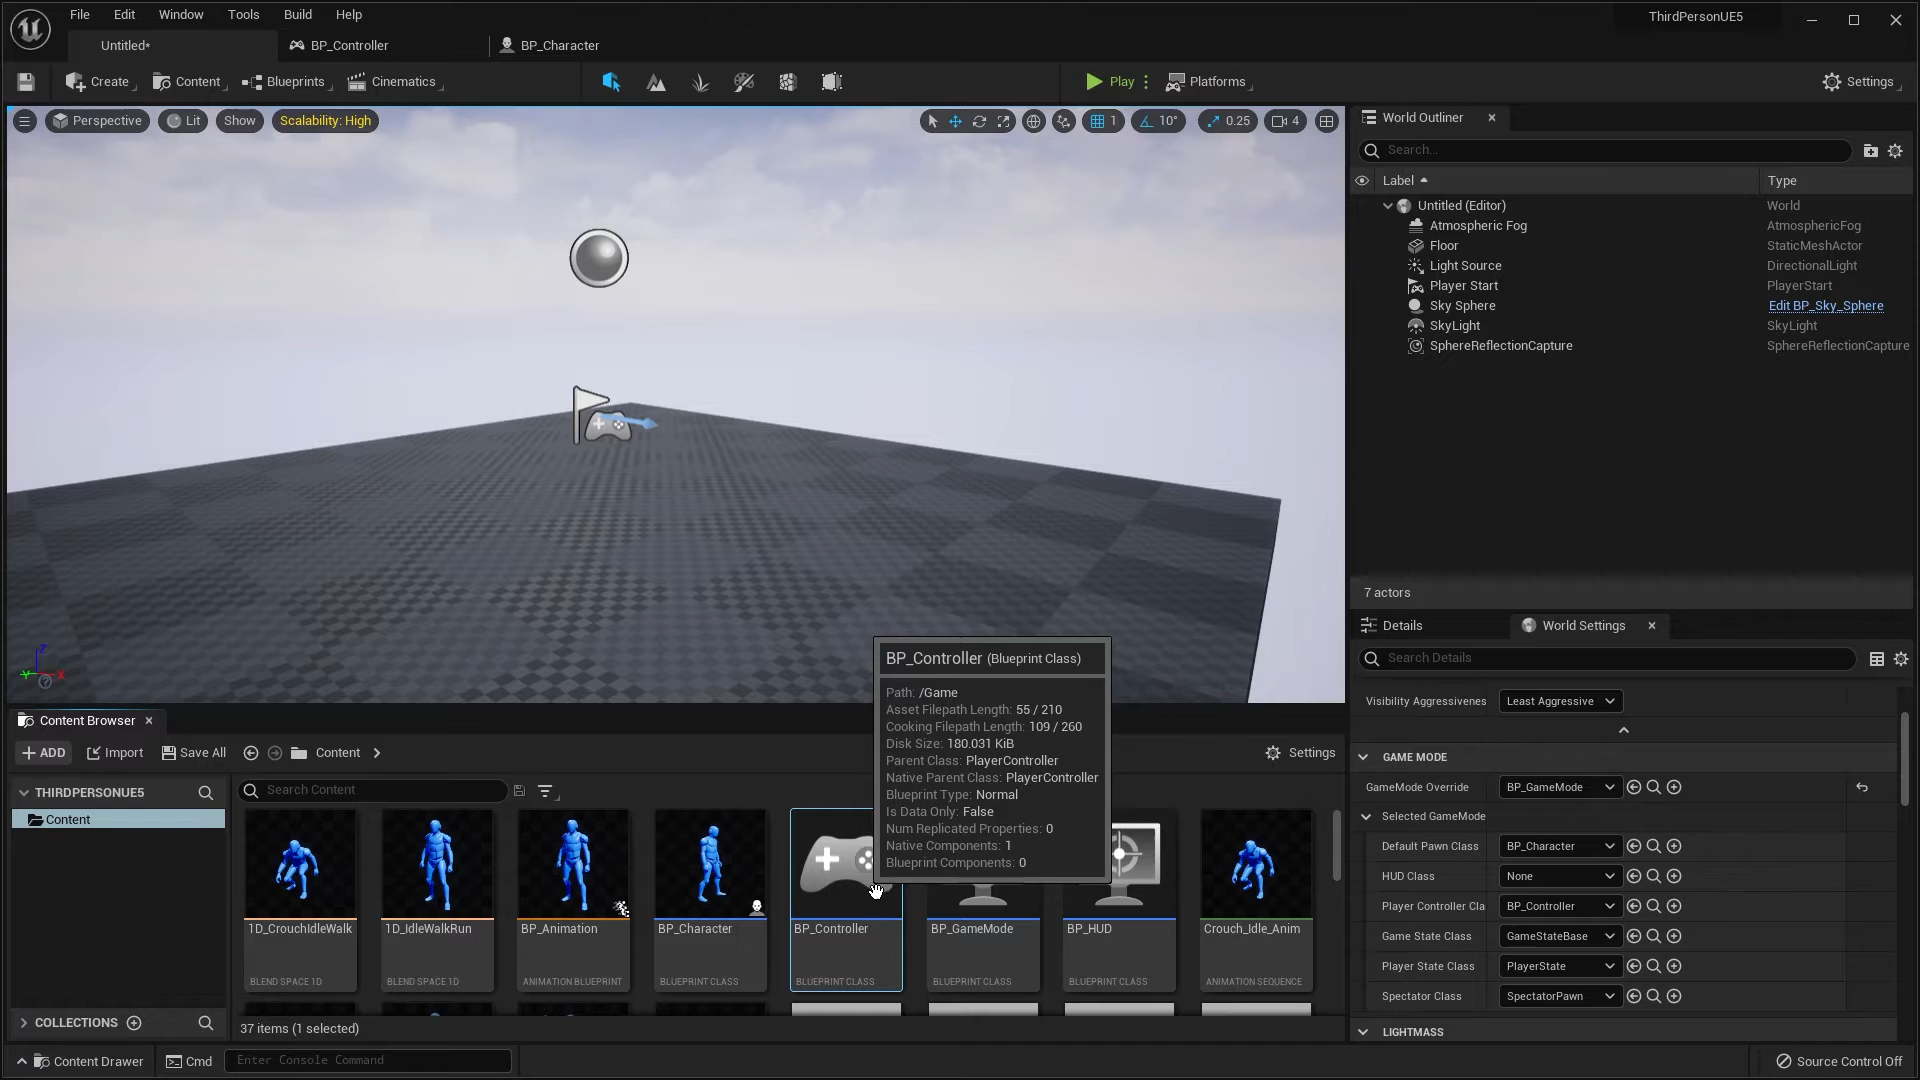 File Edit Window Tools Build Help
ThirdPersonUE5
Untitled*
BP_Controller
BP_Character
Create
Content
Blueprints
Cinematics
Play
Platforms
Settings
Perspective
Lit
Show
Scalability: High
1
10°
0.25
4
World Outliner
Search...
Label
Type
Untitled (Editor)
World
Atmospheric Fog
AtmosphericFog
Floor
StaticMeshActor
Light Source
DirectionalLight
Player Start
PlayerStart
Sky Sphere
Edit BP_Sky_Sphere
SkyLight
SkyLight
SphereReflectionCapture
SphereReflectionCapture
7 actors
Details
World Settings
Search Details
Visibility Aggressivenes
Least Aggressive
GAME MODE
GameMode Override
BP_GameMode
Selected GameMode
Default Pawn Class
BP_Character
HUD Class
None
Player Controller Cla
BP_Controller
Game State Class
GameStateBase
Player State Class
PlayerState
Spectator Class
SpectatorPawn
LIGHTMASS
Z
Y
X
BP_Controller (Blueprint Class)
Path: /Game
Asset Filepath Length: 55 / 210
Cooking Filepath Length: 109 / 260
Disk Size: 180.031 KiB
Parent Class: PlayerController
Native Parent Class: PlayerController
Blueprint Type: Normal
Is Data Only: False
Num Replicated Properties: 0
Native Components: 1
Blueprint Components: 0
Content Browser
ADD
Import
Save All
Content
Settings
THIRDPERSONUE5
Content
Search Content
1D_CrouchIdleWalk
BLEND SPACE 1D
1D_IdleWalkRun
BLEND SPACE 1D
BP_Animation
ANIMATION BLUEPRINT
BP_Character
BLUEPRINT CLASS
BP_Controller
BLUEPRINT CLASS
BP_GameMode
BLUEPRINT CLASS
BP_HUD
BLUEPRINT CLASS
Crouch_Idle_Anim
ANIMATION SEQUENCE
COLLECTIONS
37 items (1 selected)
Content Drawer
Cmd
Enter Console Command
Source Control Off